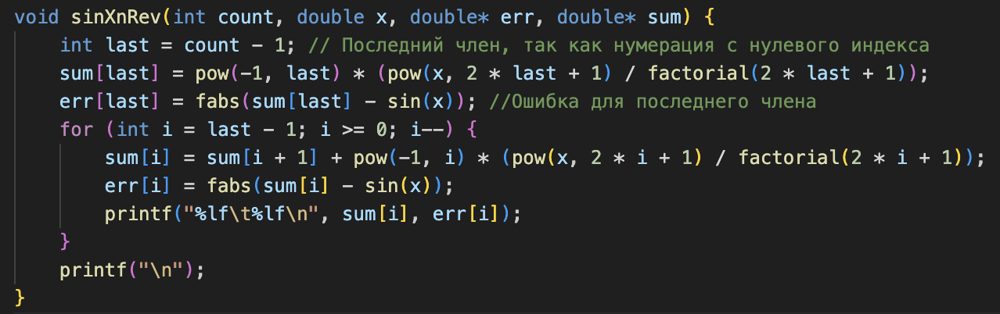 void sinXnRev(int count, double x, double* err, double* sum) {
    int last = count - 1; // Последний член, так как нумерация с нулевого индекса
    sum[last] = pow(-1, last) * (pow(x, 2 * last + 1) / factorial(2 * last + 1));
    err[last] = fabs(sum[last] - sin(x)); //Ошибка для последнего члена
    for (int i = last - 1; i >= 0; i--) {
        sum[i] = sum[i + 1] + pow(-1, i) * (pow(x, 2 * i + 1) / factorial(2 * i + 1));
        err[i] = fabs(sum[i] - sin(x));
        printf("%lf\t%lf\n", sum[i], err[i]);
    }
    printf("\n");
}